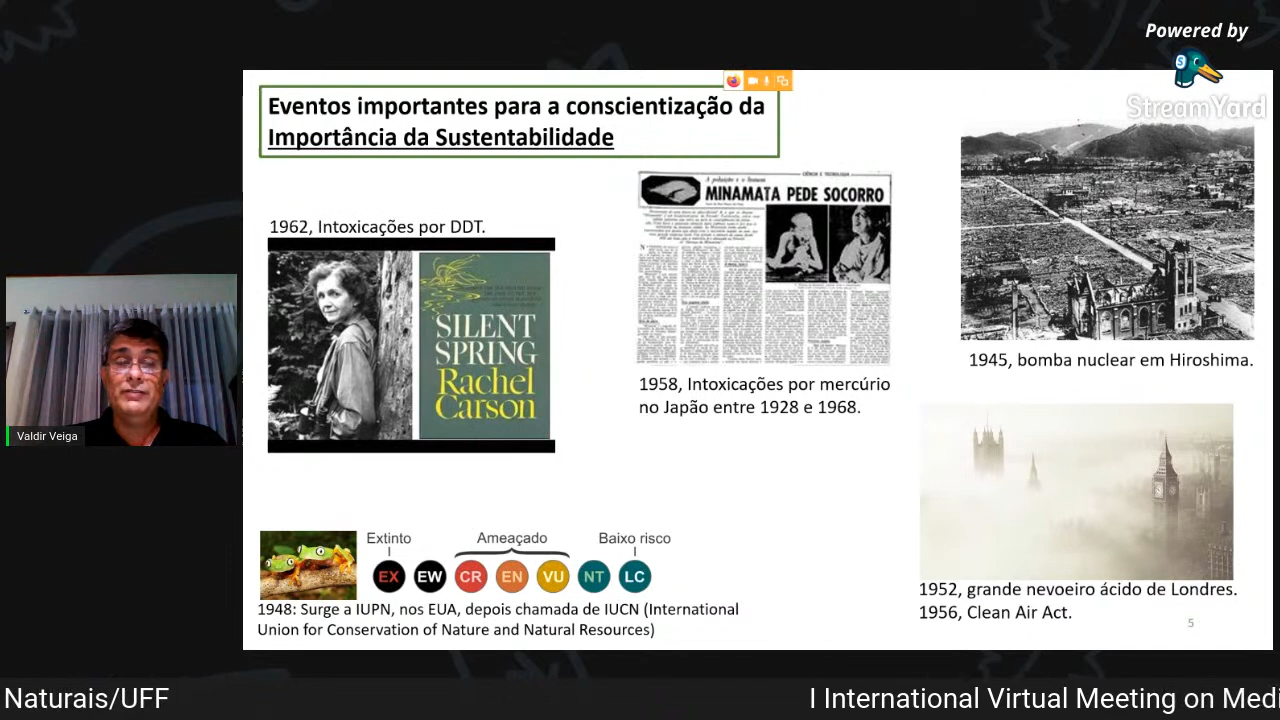 Powered by
StreamYard
Eventos importantes para a conscientização da
Importância da Sustentabilidade
1962, Intoxicações por DDT.
SILENT
SPRING
Rachel
Carson
CIÊNCIA E TECNOLOGIA
A poluição e o homem
MINAMATA PEDE SOCORRO
1958, Intoxicações por mercúrio
no Japão entre 1928 e 1968.
1945, bomba nuclear em Hiroshima.
1952, grande nevoeiro ácido de Londres.
1956, Clean Air Act.
Extinto
Ameaçado
Baixo risco
EX EW CR EN VU NT LC
1948: Surge a IUPN, nos EUA, depois chamada de IUCN (International
Union for Conservation of Nature and Natural Resources)
5
Valdir Veiga
Naturais/UFF
I International Virtual Meeting on Medi